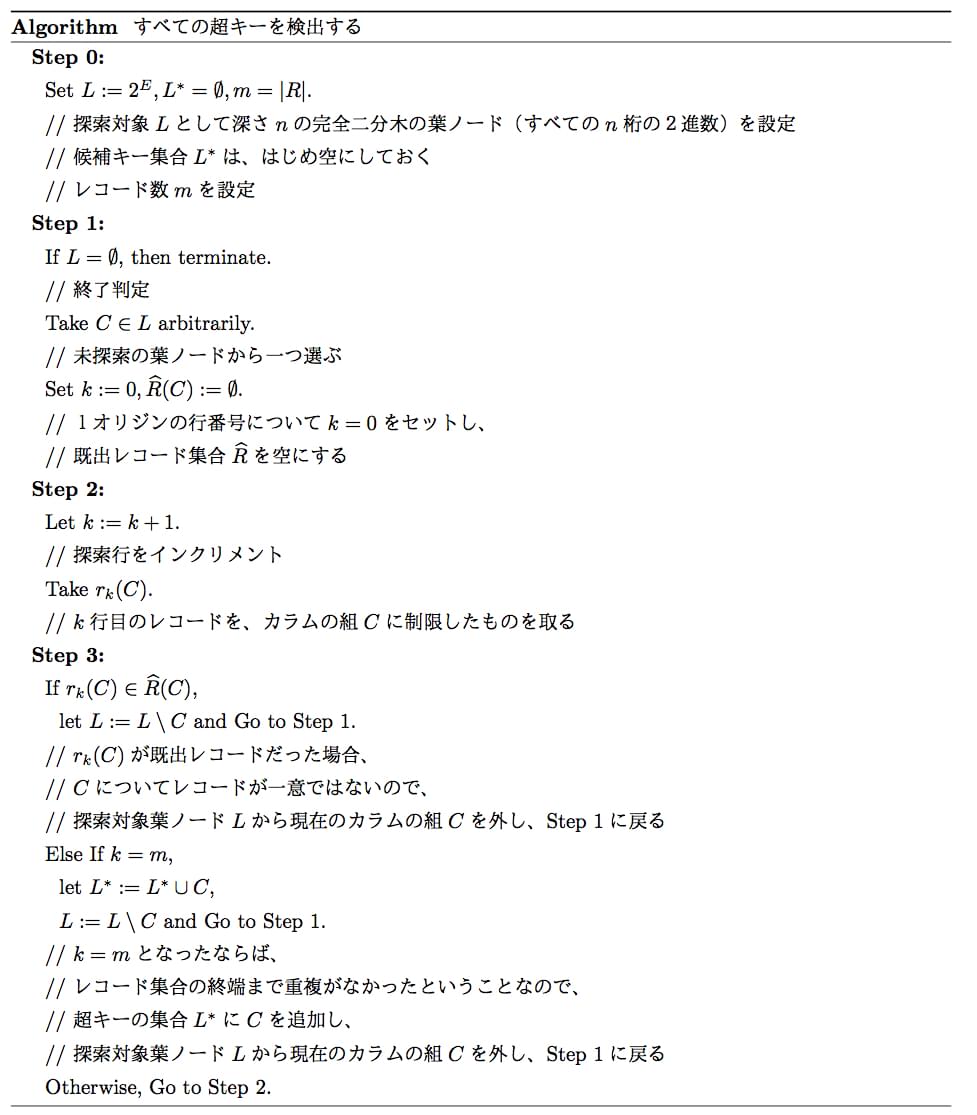 Algorithm すべての超キーを検出する
Step 0:
Set L := 2^E, L* = ∅, m = |R|.
// 探索対象 L として深さ n の完全二分木の葉ノード（すべての n 桁の２進数）を設定
// 候補キー集合 L* は、はじめ空にしておく
// レコード数 m を設定
Step 1:
If L = ∅, then terminate.
// 終了判定
Take C ∈ L arbitrarily.
// 未探索の葉ノードから一つ選ぶ
Set k := 0, R̂(C) := ∅.
// １オリジンの行番号について k = 0 をセットし、
// 既出レコード集合 R̂ を空にする
Step 2:
Let k := k + 1.
// 探索行をインクリメント
Take r_k(C).
// k 行目のレコードを、カラムの組 C に制限したものを取る
Step 3:
If r_k(C) ∈ R̂(C),
let L := L \ C and Go to Step 1.
// r_k(C) が既出レコードだった場合、
// C についてレコードが一意ではないので、
// 探索対象葉ノード L から現在のカラムの組 C を外し、Step 1 に戻る
Else If k = m,
let L* := L* ∪ C,
L := L \ C and Go to Step 1.
// k = m となったならば、
// レコード集合の終端まで重複がなかったということなので、
// 超キーの集合 L* に C を追加し、
// 探索対象葉ノード L から現在のカラムの組 C を外し、Step 1 に戻る
Otherwise, Go to Step 2.